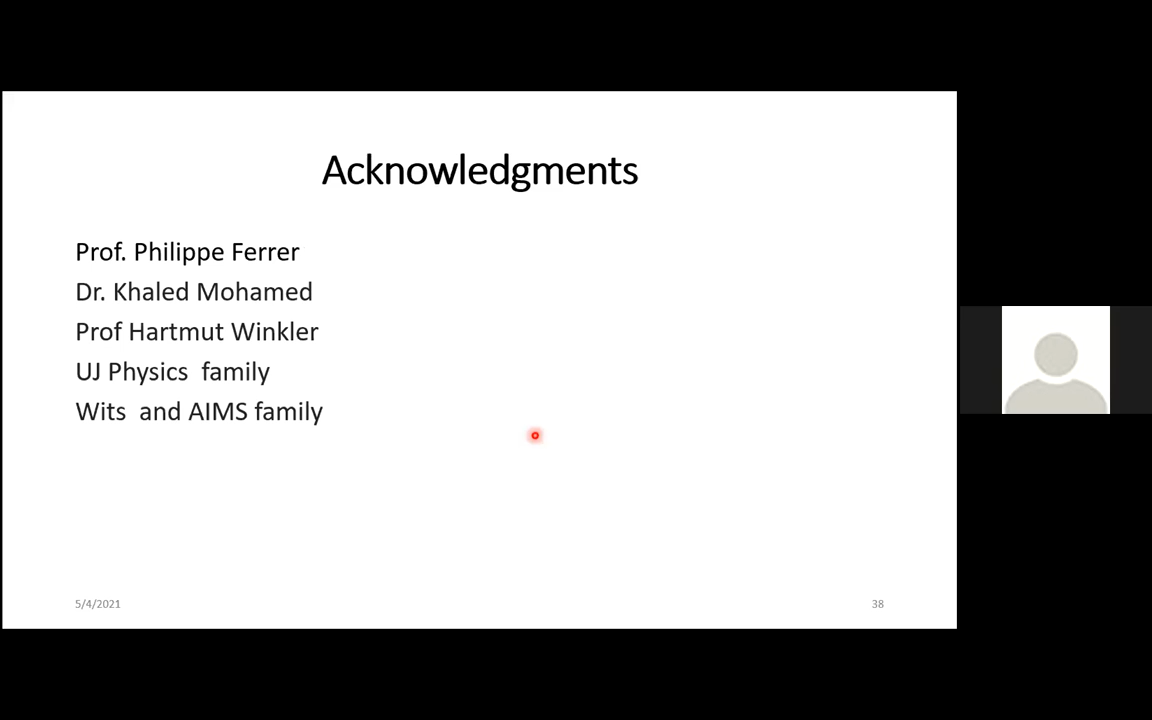 Acknowledgments
Prof. Philippe Ferrer
Dr. Khaled Mohamed
Prof Hartmut Winkler
UJ Physics  family
Wits  and AIMS family
5/4/2021
38